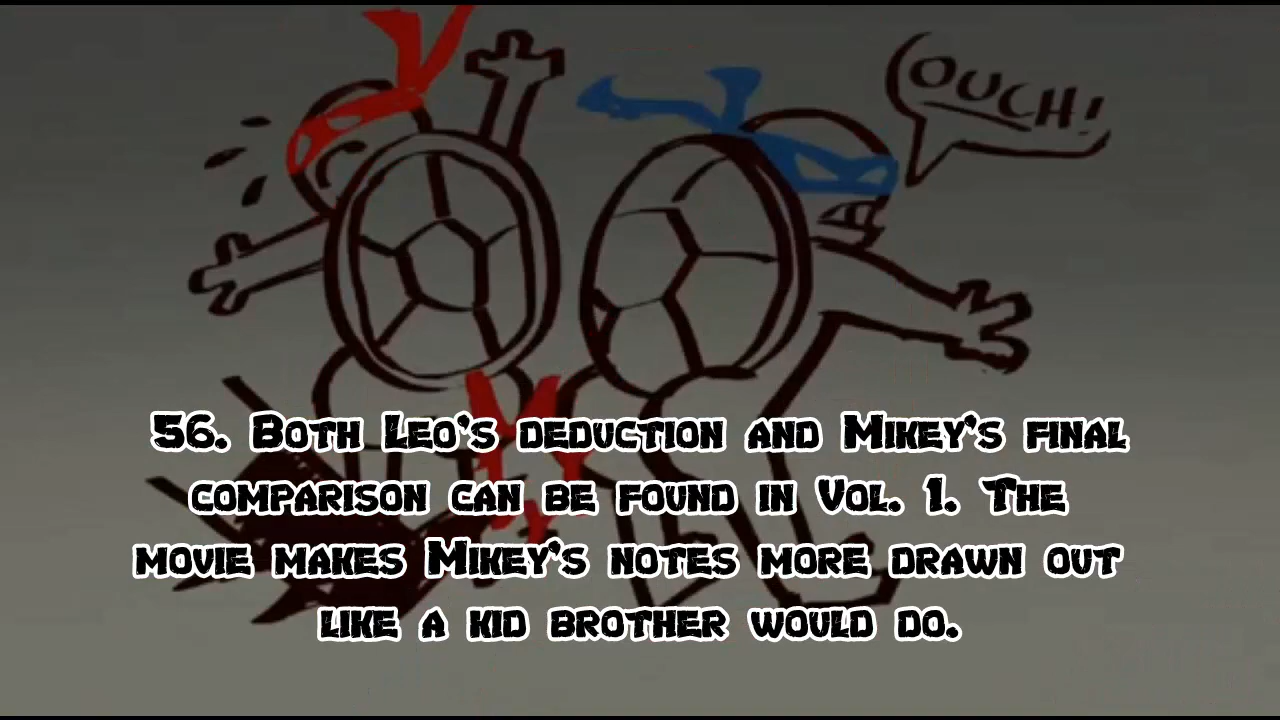 OUCH!
56. Both Leo's deduction and Mikey's final
comparison can be found in Vol. 1. The
movie makes Mikey's notes more drawn out
like a kid brother would do.